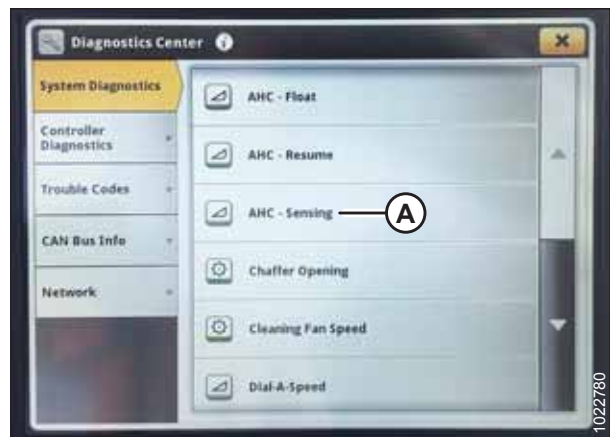 Diagnostics Center
System Diagnostics
Controller
Diagnostics
Trouble Codes
CAN Bus Info
Network
AHC - Float
AHC - Resume
AHC - Sensing
A
Chaffer Opening
Cleaning Fan Speed
Dial-A-Speed
1022780